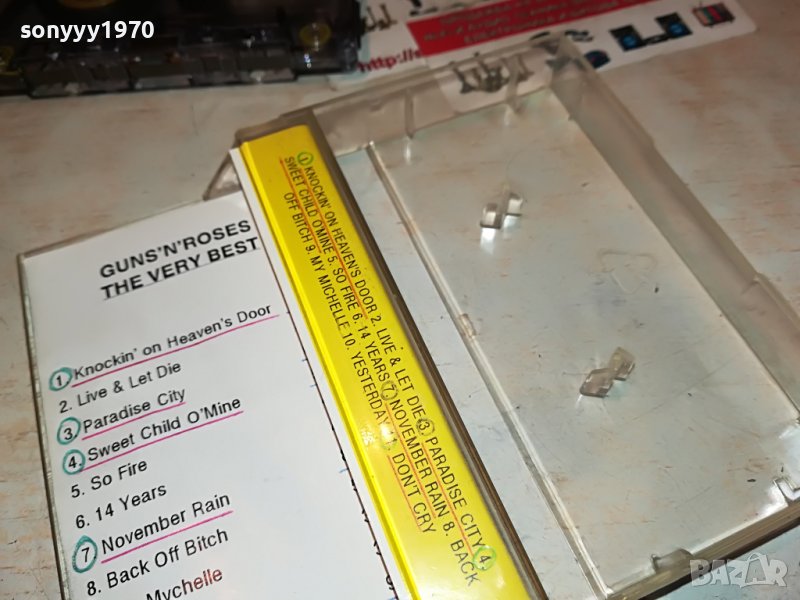 sonyyy1970
http://s
GUNS'N'ROSES
THE VERY BEST
1 Knockin' on Heaven's Door
2. Live & Let Die
3. Paradise City
4. Sweet Child O'Mine
5. So Fire
6. 14 Years
7 November Rain
8. Back Off Bitch
Mychelle
1 KNOCKIN' ON HEAVEN'S DOOR 2. LIVE & LET DIE 3. PARADISE CITY 4.
SWEET CHILD O'MINE 5. SO FIRE 6. 14 YEARS 7. NOVEMBER RAIN 8. BACK
OFF BITCH 9. MY MICHELLE 10. YESTERDAY 11. DON'T CRY
BAZAR